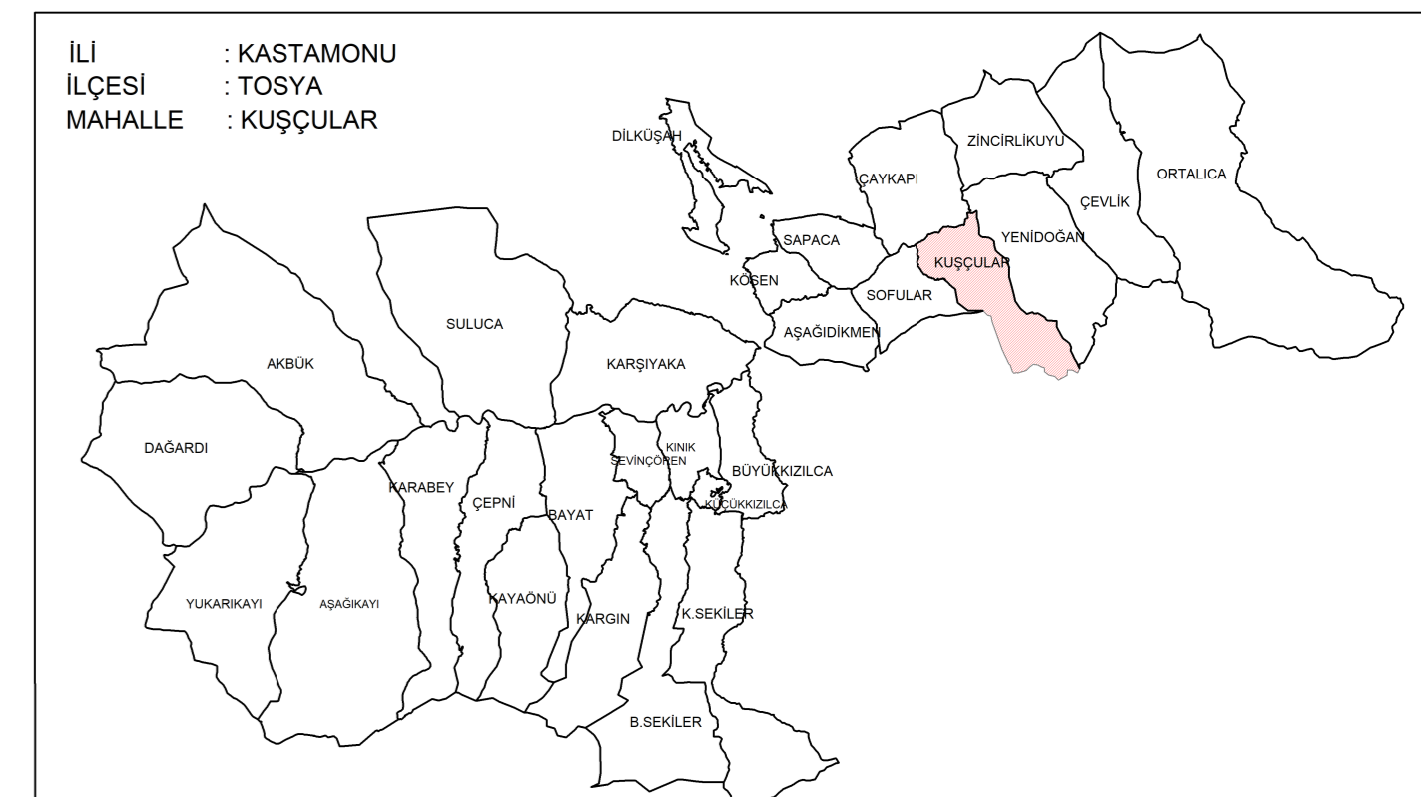 İLİ : KASTAMONU
İLÇESİ : TOSYA
MAHALLE : KUŞÇULAR
DİLKÜŞAH
ZİNCİRLİKUYU
ÇAYKAPI
ORTALICA
ÇEVLİK
SAPACA
YENİDOĞAN
KUŞÇULAR
KÖSEN
SOFULAR
SULUCA
AŞAĞIDİKMEN
AKBÜK
KARŞIYAKA
DAĞARDI
KINIK
SEVİNÇÖREN
BÜYÜKKIZILCA
KARABEY
ÇEPNİ
KÜÇÜKKIZILCA
BAYAT
YUKARIKAYI
AŞAĞIKAYI
KAYAÖNÜ
KARGIN
K.SEKİLER
B.SEKİLER